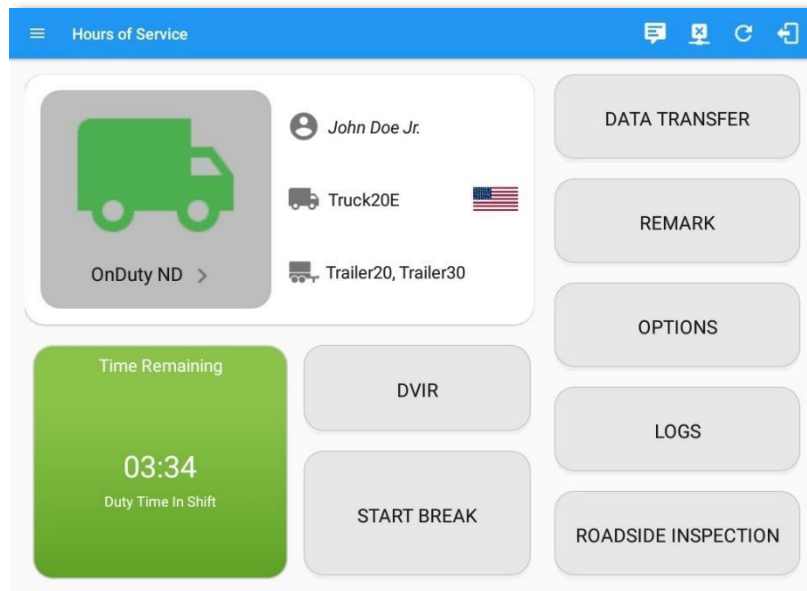 Hours of Service
John Doe Jr.
Truck20E
OnDuty ND
Trailer20, Trailer30
Time Remaining
03:34
Duty Time In Shift
DVIR
START BREAK
DATA TRANSFER
REMARK
OPTIONS
LOGS
ROADSIDE INSPECTION